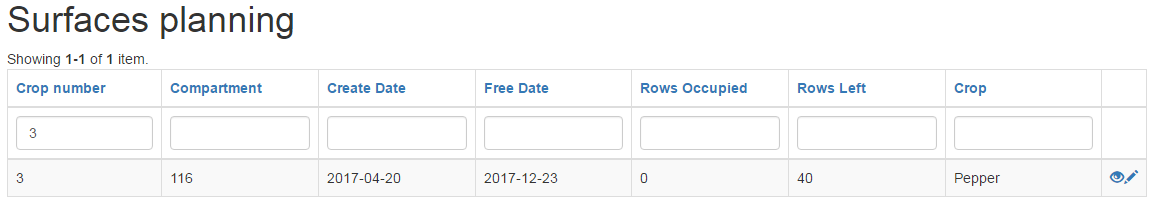 Surfaces planning
Showing 1-1 of 1 item.
Crop number Compartment Create Date Free Date Rows Occupied Rows Left Crop
3
3 116 2017-04-20 2017-12-23 0 40 Pepper